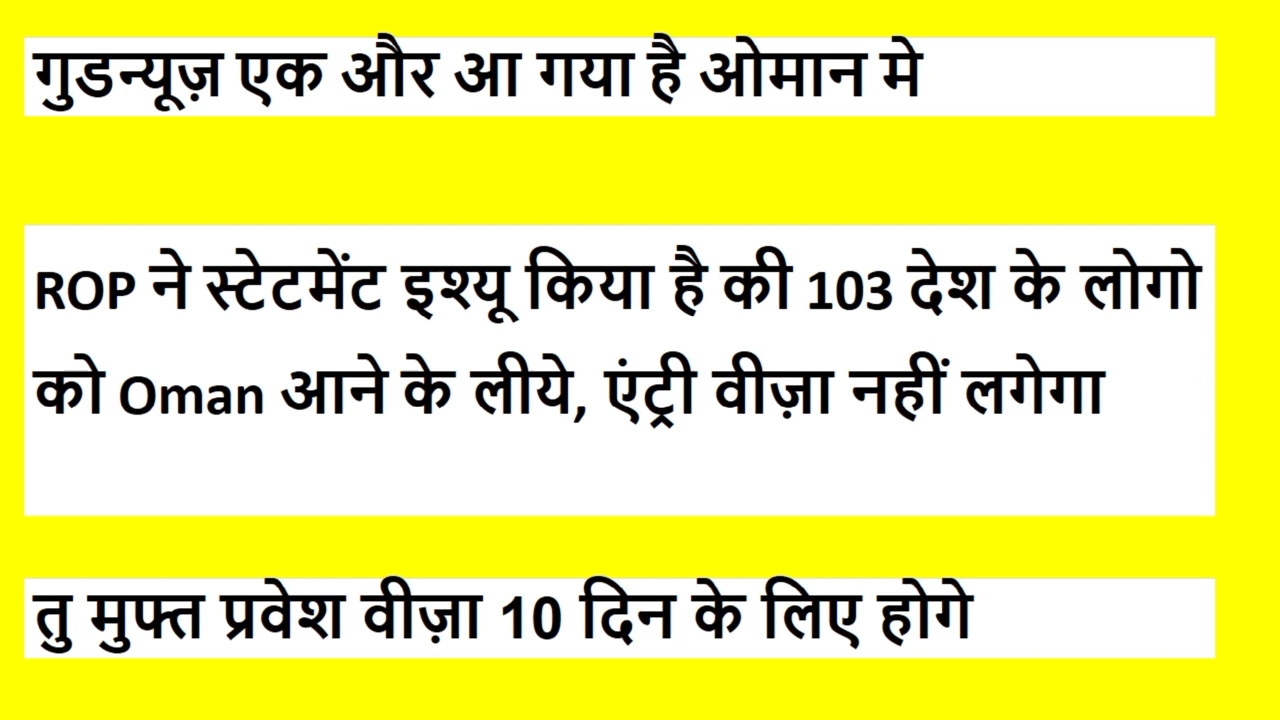 गुडन्यूज़ एक और आ गया है ओमान मे
ROP ने स्टेटमेंट इश्यू किया है की 103 देश के लोगो
को Oman आने के लीये, एंट्री वीज़ा नहीं लगेगा
तु मुफ्त प्रवेश वीज़ा 10 दिन के लिए होगे